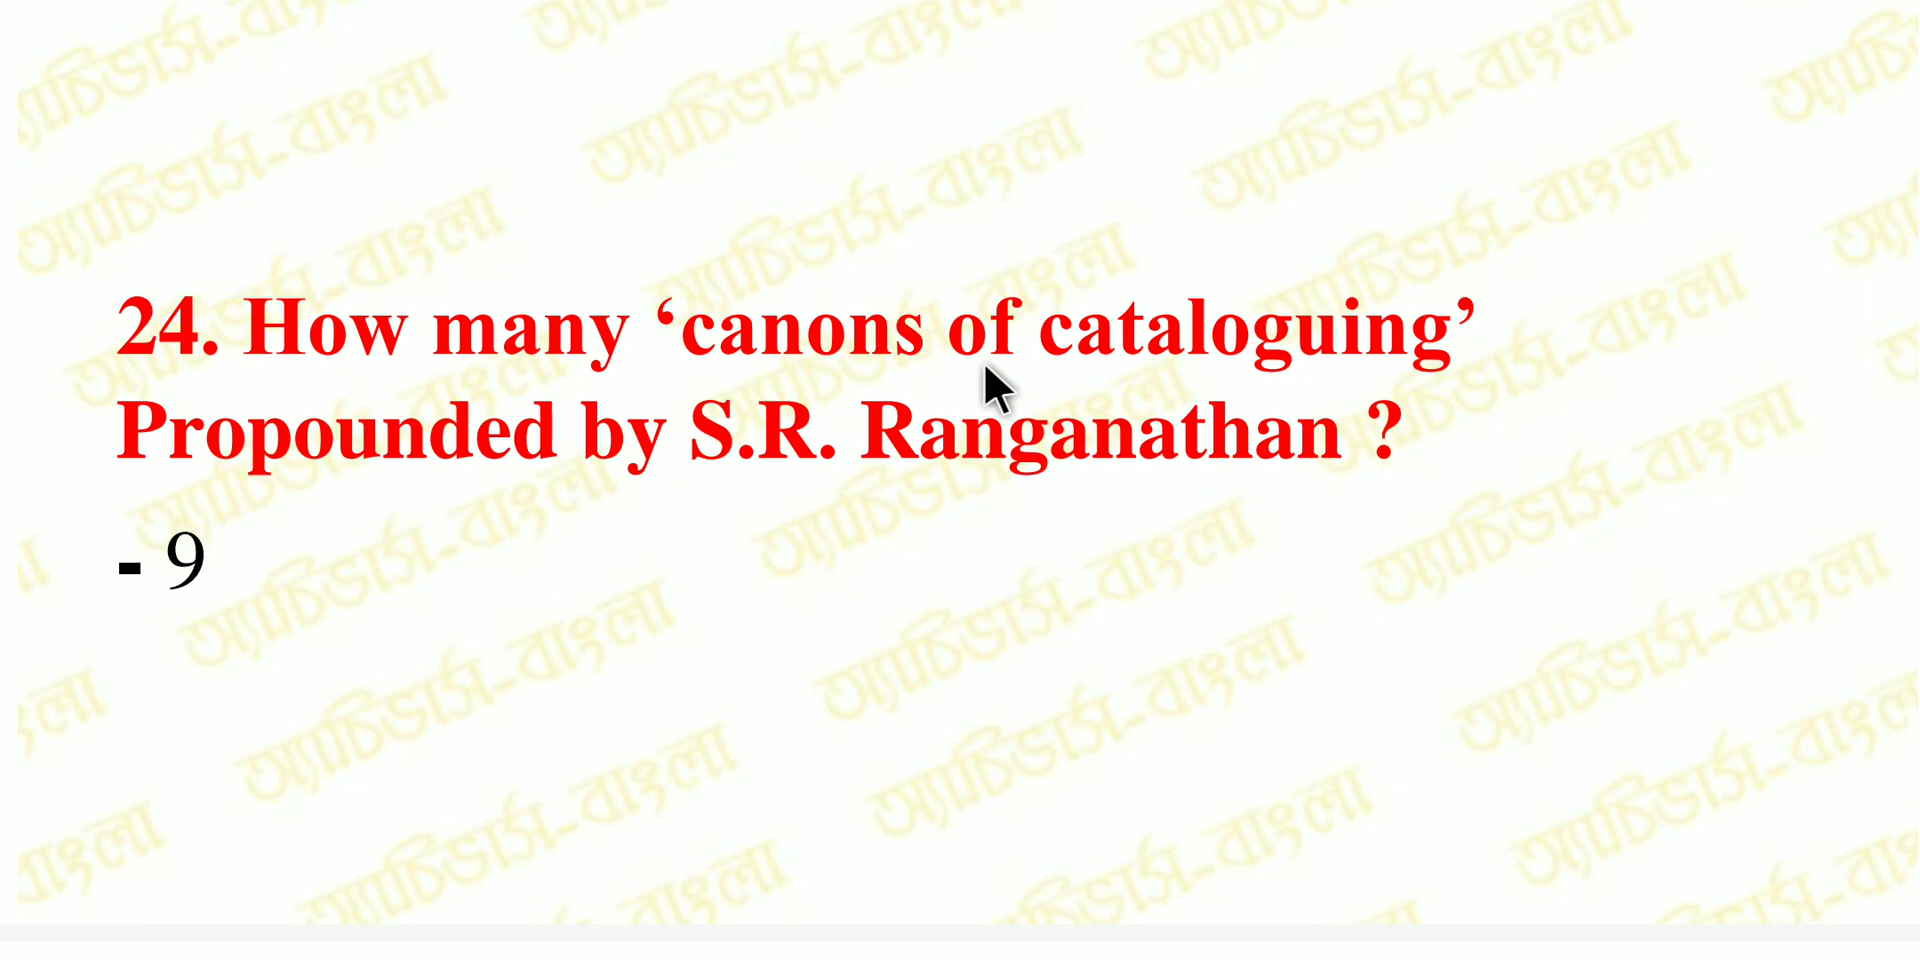 24. How many ‘canons of cataloguing’
Propounded by S.R. Ranganathan ?
- 9
অ্যাচিভার্স-বাংলা